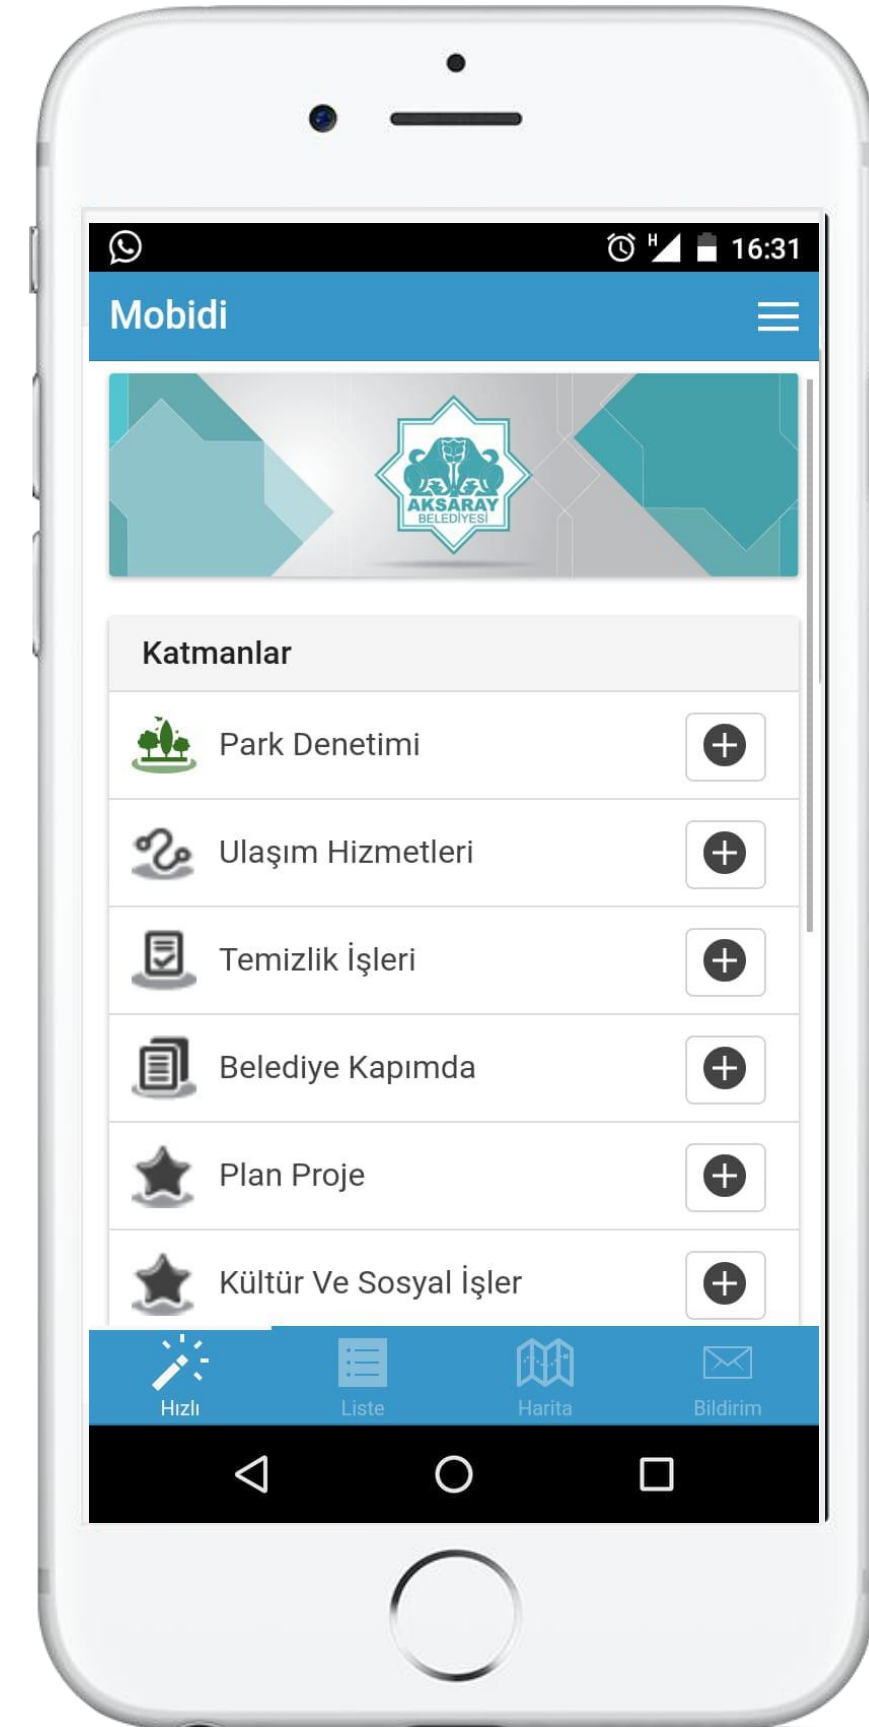 H
16:31
Mobidi
AKSARAY
BELEDİYESİ
Katmanlar
Park Denetimi
Ulaşım Hizmetleri
Temizlik İşleri
Belediye Kapımda
Plan Proje
Kültür Ve Sosyal İşler
Hızlı
Liste
Harita
Bildirim